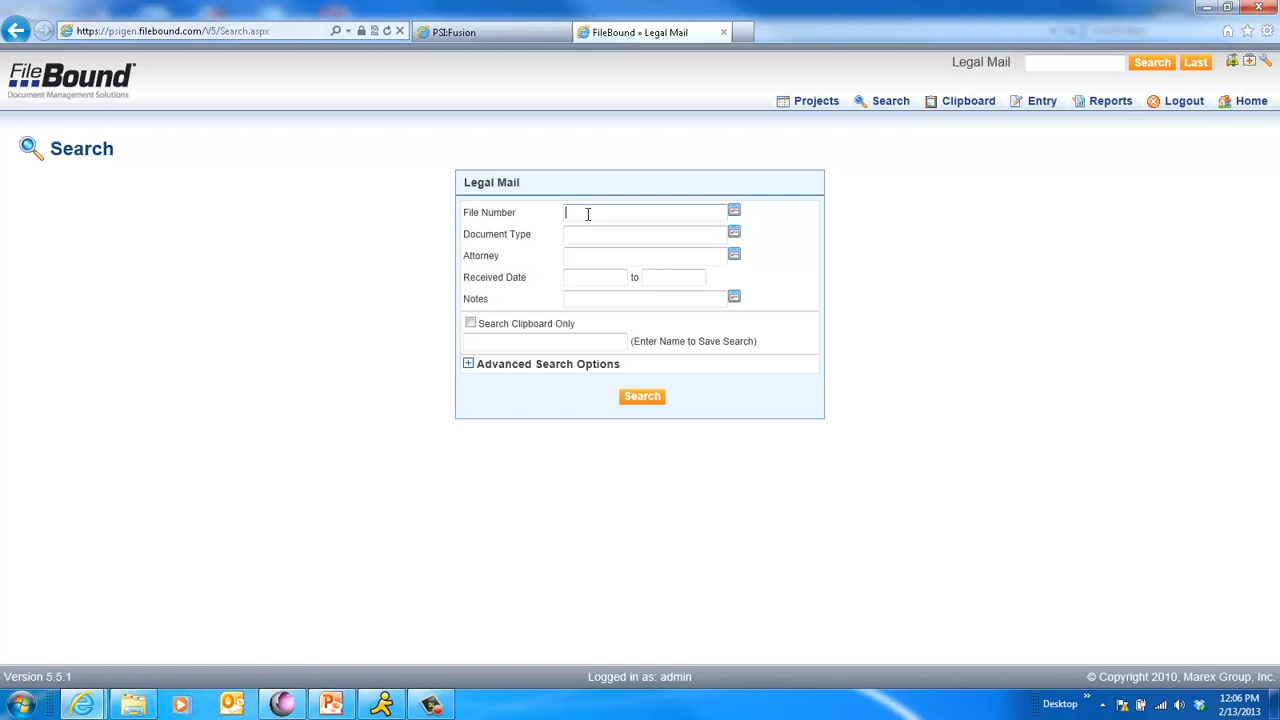 https://psigen.filebound.com/V5/Search.aspx
PSI:Fusion
FileBound » Legal Mail
FileBound
Document Management Solutions
Legal Mail
Search
Last
Projects
Search
Clipboard
Entry
Reports
Logout
Home
Search
Legal Mail
File Number
Document Type
Attorney
Received Date
to
Notes
Search Clipboard Only
(Enter Name to Save Search)
Advanced Search Options
Search
Version 5.5.1
Logged in as: admin
© Copyright 2010, Marex Group, Inc.
Desktop
12:06 PM
2/13/2013